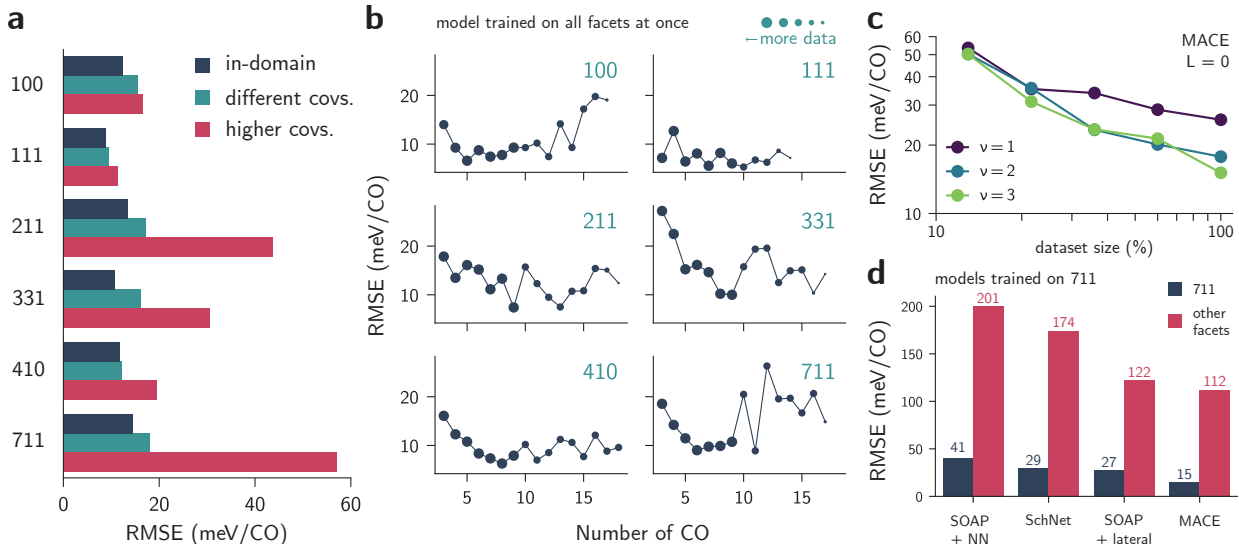 a
100
111
211
331
410
711
in-domain
different covs.
higher covs.
0
20
40
60
RMSE (meV/CO)
b
model trained on all facets at once
←more data
RMSE (meV/CO)
100
111
20
10
211
331
20
10
410
711
20
10
5
10
15
5
10
15
Number of CO
c
MACE
L = 0
RMSE (meV/CO)
60
50
40
30
20
10
ν = 1
ν = 2
ν = 3
10
100
dataset size (%)
d
models trained on 711
711
other
facets
RMSE (meV/CO)
200
150
100
50
0
41
201
29
174
27
122
15
112
SOAP
+ NN
SchNet
SOAP
+ lateral
MACE